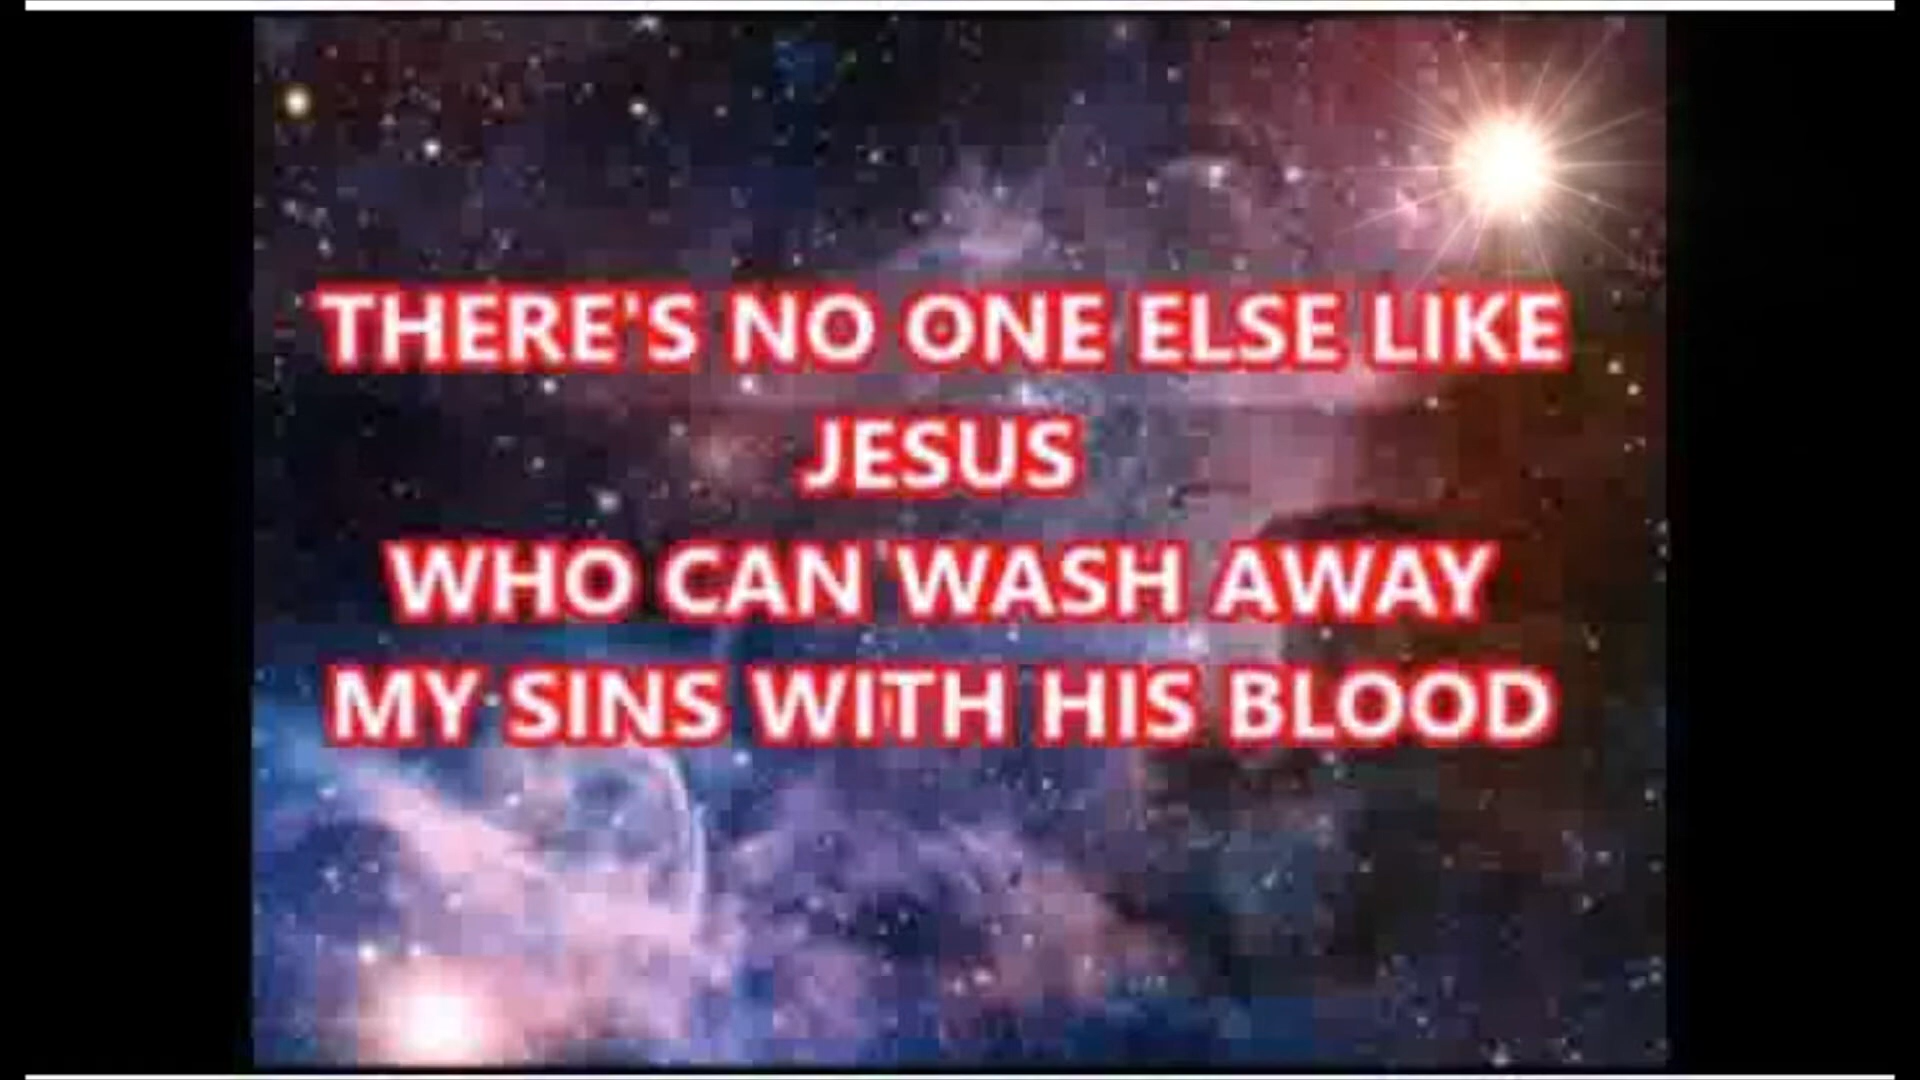 THERE'S NO ONE ELSE LIKE
JESUS
WHO CAN WASH AWAY
MY SINS WITH HIS BLOOD